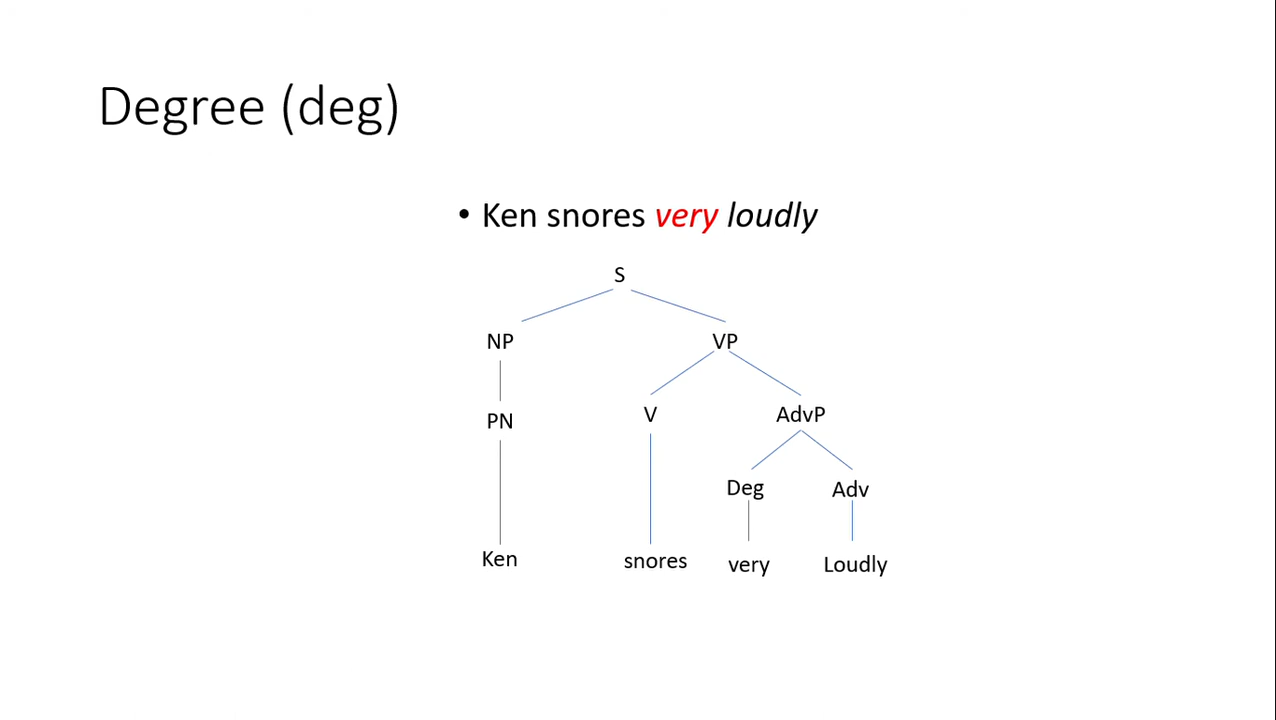 Degree (deg)
• Ken snores very loudly
S
NP VP
PN V AdvP
Deg Adv
Ken snores very Loudly